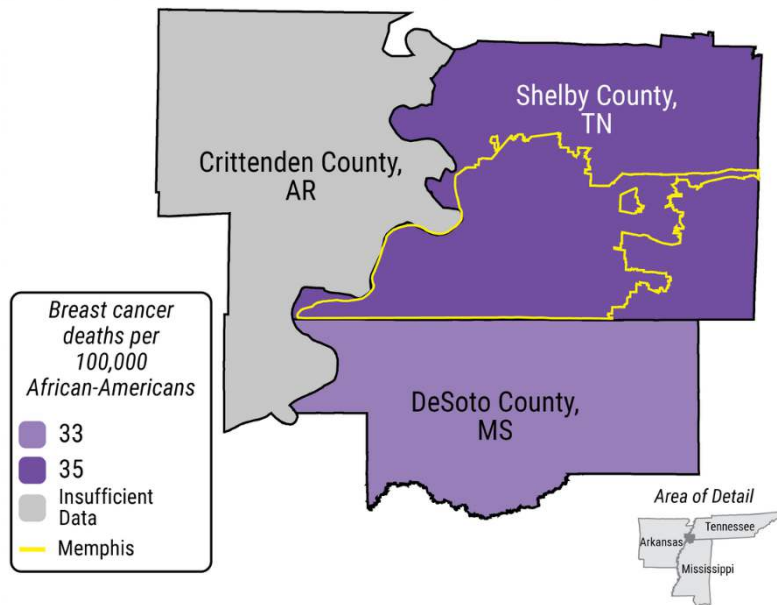 Shelby County,
TN
Crittenden County,
AR
Breast cancer
deaths per
100,000
African-Americans
33
35
Insufficient
Data
Memphis
DeSoto County,
MS
Area of Detail
Tennessee
Arkansas
Mississippi